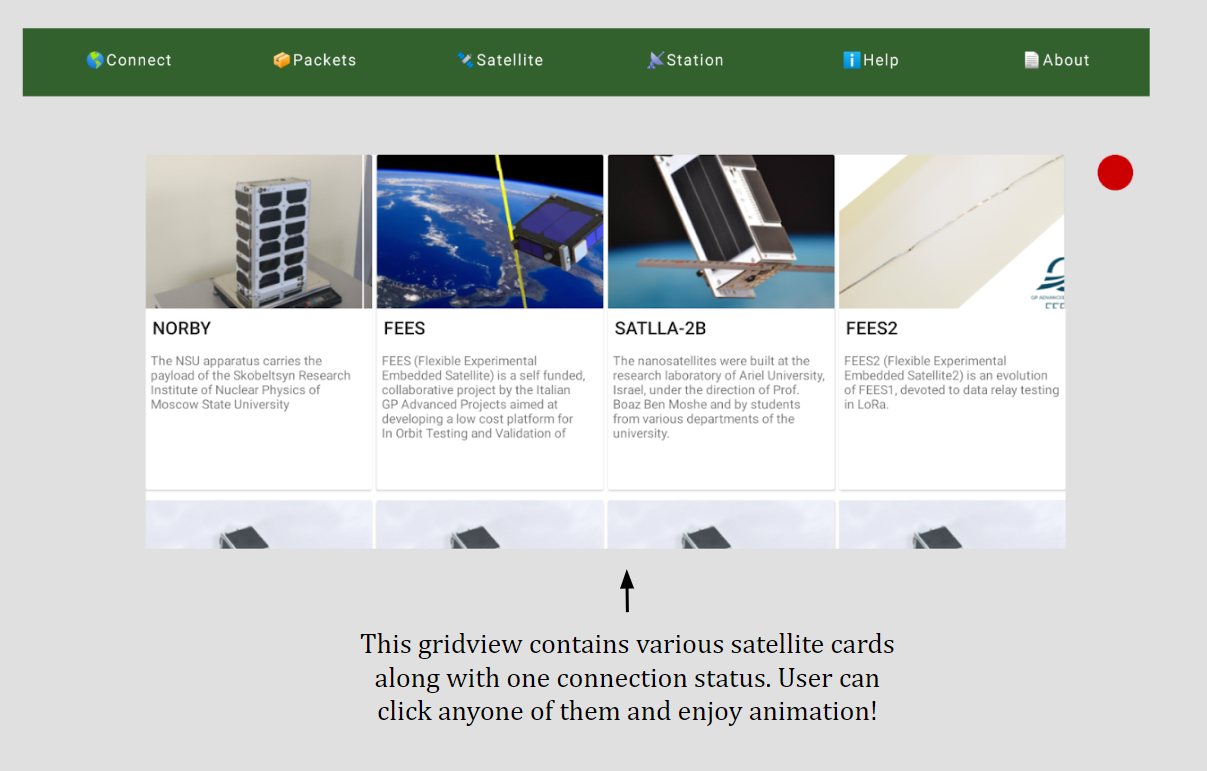 🌎Connect 📦Packets 🛰️Satellite 📡Station ℹ️Help 📄About
NORBY
The NSU apparatus carries the
payload of the Skobeltsyn Research
Institute of Nuclear Physics of
Moscow State University
FEES
FEES (Flexible Experimental
Embedded Satellite) is a self funded,
collaborative project by the Italian
GP Advanced Projects aimed at
developing a low cost platform for
In Orbit Testing and Validation of
SATLLA-2B
The nanosatellites were built at the
research laboratory of Ariel University,
Israel, under the direction of Prof.
Boaz Ben Moshe and by students
from various departments of the
university.
GP ADVANCED
FEES2
FEES2 (Flexible Experimental
Embedded Satellite2) is an evolution
of FEES1, devoted to data relay testing
in LoRa.
This gridview contains various satellite cards
along with one connection status. User can
click anyone of them and enjoy animation!